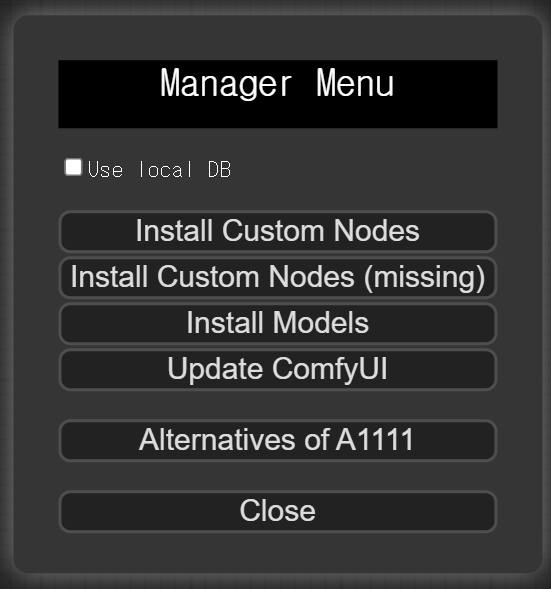 Manager Menu
Use local DB
Install Custom Nodes
Install Custom Nodes (missing)
Install Models
Update ComfyUI
Alternatives of A1111
Close